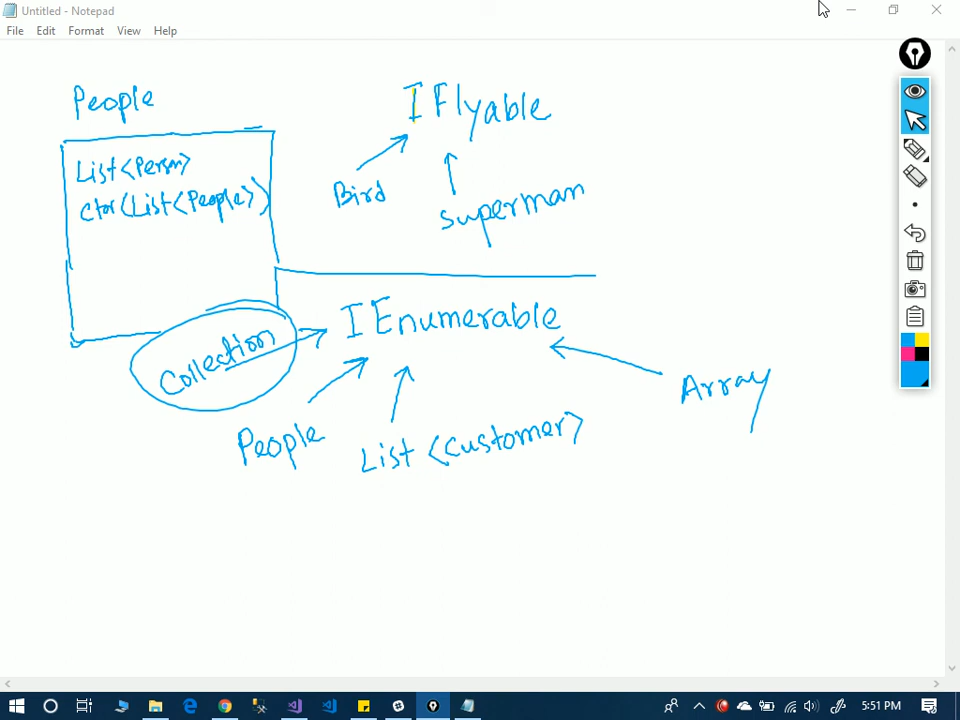 Untitled - Notepad
File Edit Format View Help
People
IFlyable
List<Person>
ctor(List<People>)
Bird
superman
IEnumerable
Collection
Array
People
List <customer>
5:51 PM